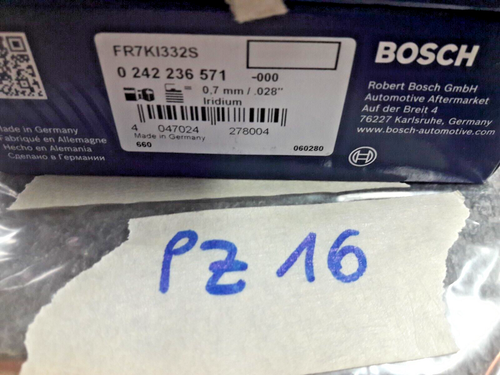 FR7KI332S
0 242 236 571 -000
0,7 mm / .028"
Iridium
4 047024 278004
Made in Germany
660 060280
BOSCH
Robert Bosch GmbH
Automotive Aftermarket
Auf der Breit 4
76227 Karlsruhe, Germany
www.bosch-automotive.com
Made in Germany
Fabriqué en Allemagne
Hecho en Alemania
Сделано в Германии
PZ 16